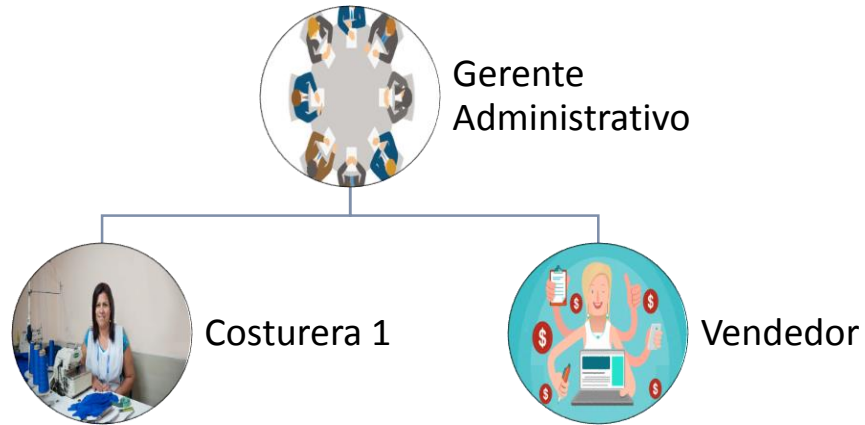 Gerente
Administrativo
Costurera 1
Vendedor
$
$
$
$
$